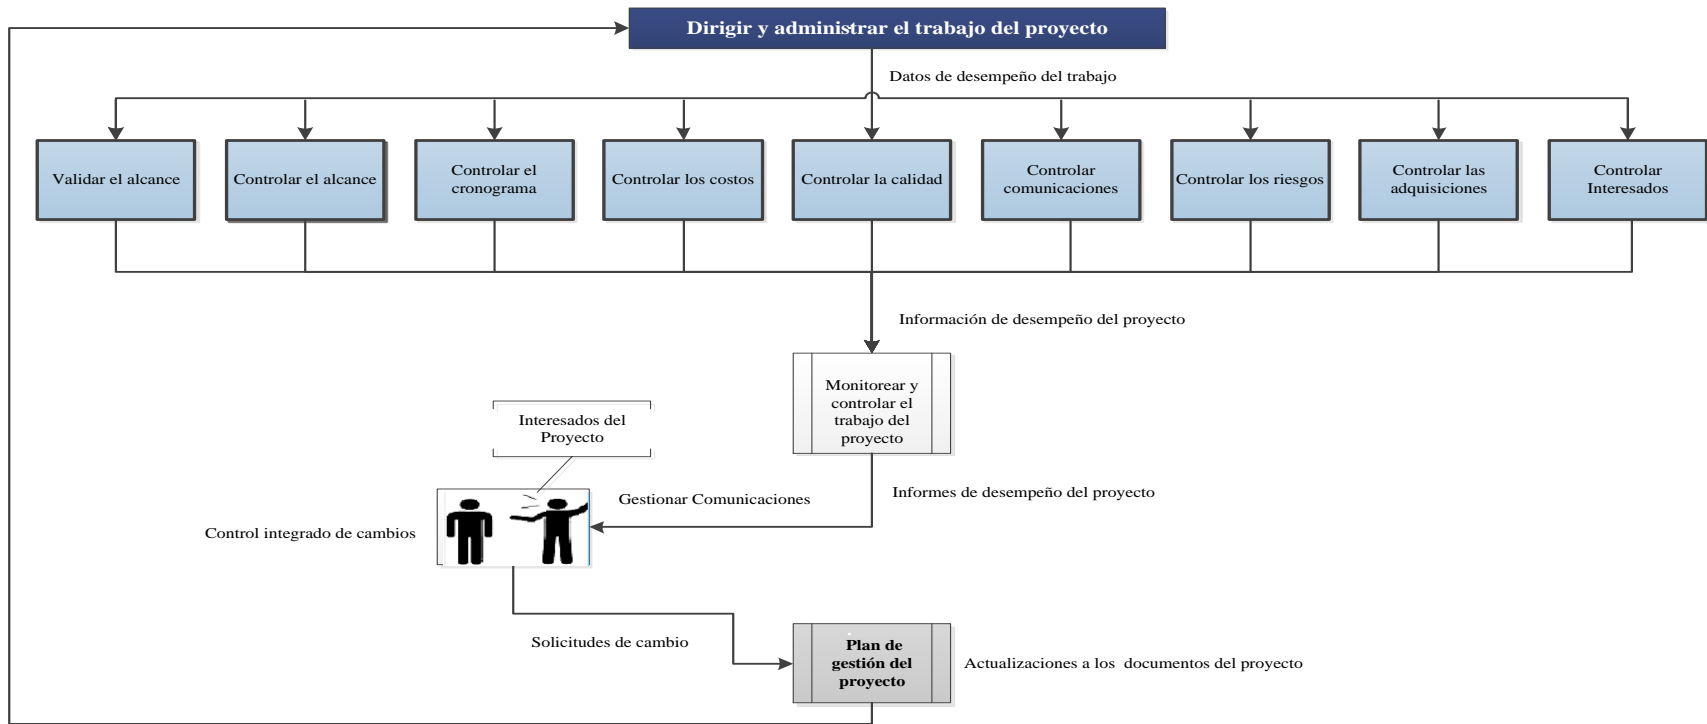 Dirigir y administrar el trabajo del proyecto
Datos de desempeño del trabajo
Validar el alcance
Controlar el alcance
Controlar el
cronograma
Controlar los costos
Controlar la calidad
Controlar
comunicaciones
Controlar los riesgos
Controlar las
adquisiciones
Controlar
Interesados
Información de desempeño del proyecto
Monitorear y
controlar el
trabajo del
proyecto
Interesados del
Proyecto
Gestionar Comunicaciones
Informes de desempeño del proyecto
Control integrado de cambios
Solicitudes de cambio
Plan de
gestión del
proyecto
Actualizaciones a los documentos del proyecto